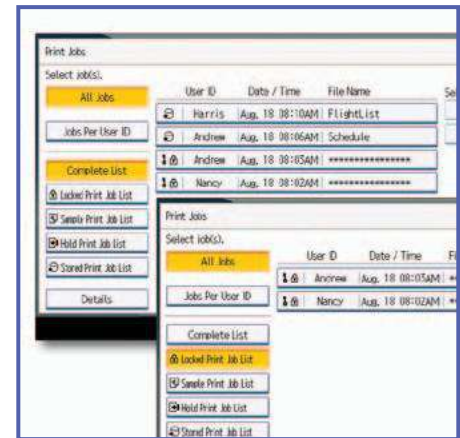 Print Jobs
Select job(s).
All Jobs
Jobs Per User ID
Complete List
Locked Print Job List
Sample Print Job List
Hold Print Job List
Stored Print Job List
Details
User ID Date / Time File Name Se
Harris Aug. 18 08:10AM FlightList
Andrew Aug. 18 08:06AM Schedule
Andrew Aug. 18 08:03AM ****************
Nancy Aug. 18 08:02AM ****************
Print Jobs
Select job(s).
All Jobs
Jobs Per User ID
Complete List
Locked Print Job List
Sample Print Job List
Hold Print Job List
Stored Print Job List
User ID Date / Time Fi
Andrew Aug. 18 08:03AM **
Nancy Aug. 18 08:02AM **